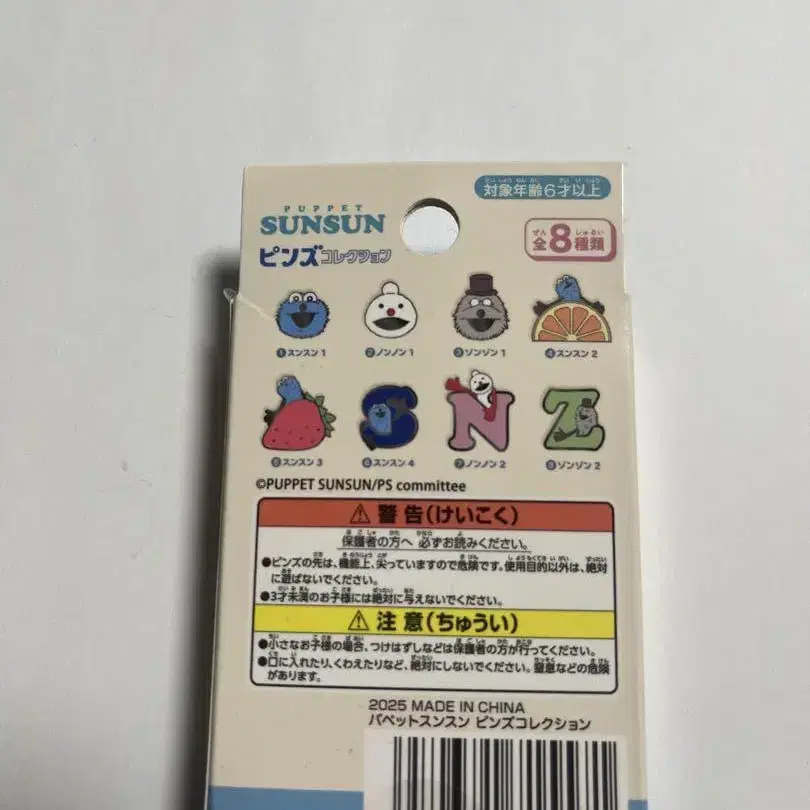 対象年齢6才以上
PUPPET
SUNSUN
ピンズコレクション
全8種類
①スンスン1
②ノンノン1
③ゾンゾン1
④スンスン2
⑤スンスン3
⑥スンスン4
⑦ノンノン2
⑧ゾンゾン2
S
N
Z
©PUPPET SUNSUN/PS committee
⚠警告(けいこく)
保護者の方へ 必ずお読みください。
●ピンズの先は、機能上、尖っていますので危険です。使用目的以外は、絶対
に遊ばないでください。
●3才未満のお子様には絶対に与えないでください。
⚠注意(ちゅうい)
●小さなお子様の場合、つけはずしなどは保護者の方が行ってください。
●口に入れたり、くわえたりなど、絶対にしないでください。窒息などの危険
があります。
2025 MADE IN CHINA
パペットスンスン ピンズコレクション